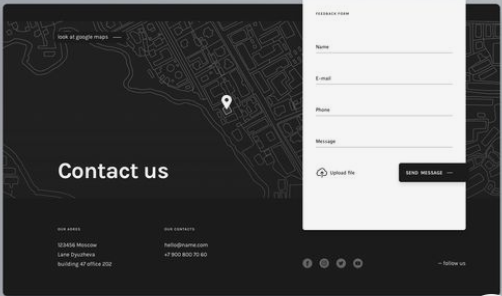 FEEDBACK FORM
look at google maps
Name
E-mail
Phone
Message
Upload file
SEND MESSAGE
Contact us
OUR ADRES
OUR CONTACTS
123456 Moscow
Lane Dyuzheva
building 47 office 202
hello@name.com
+7 900 800 70 60
follow us